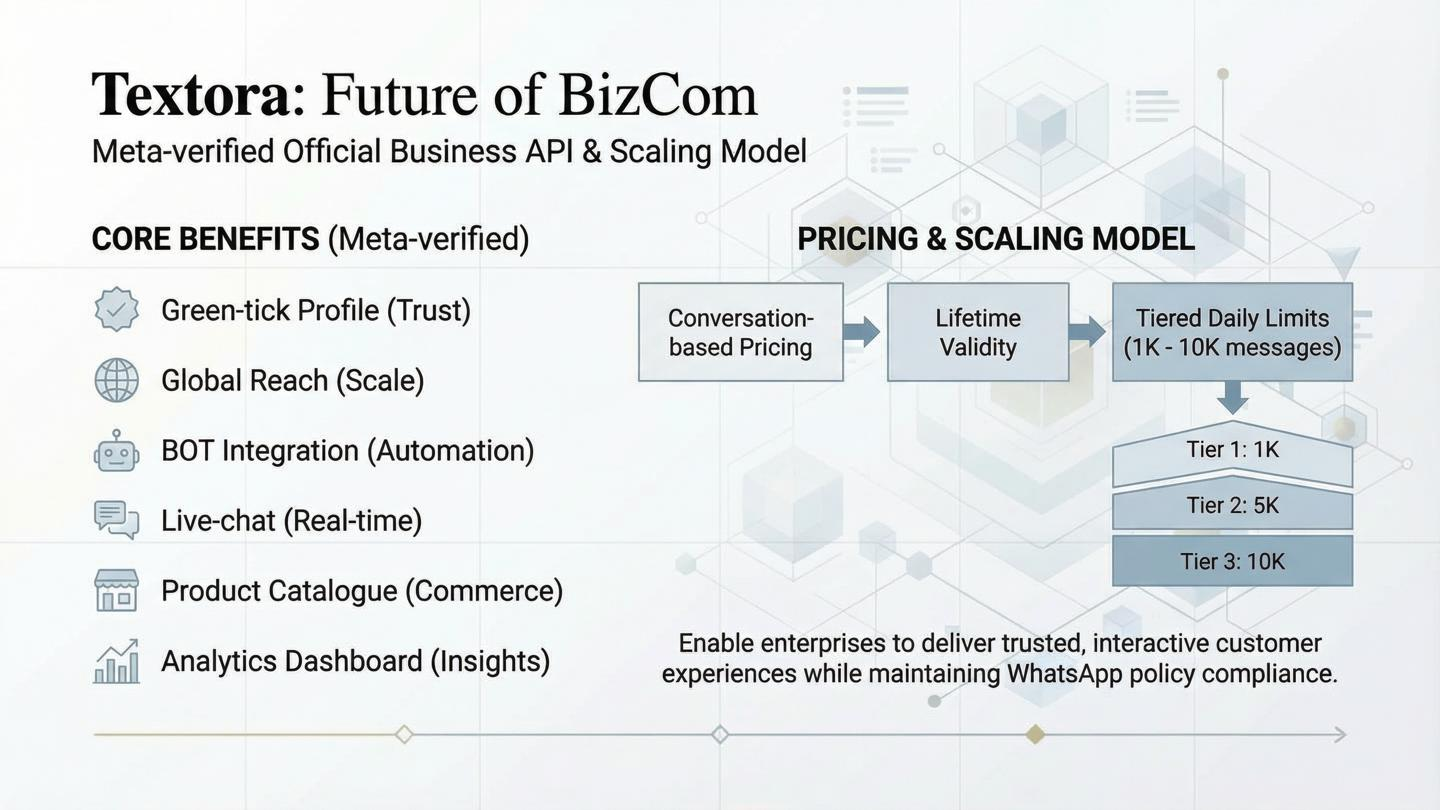 Textora: Future of BizCom
Meta-verified Official Business API & Scaling Model
CORE BENEFITS (Meta-verified)
Green-tick Profile (Trust)
Global Reach (Scale)
BOT Integration (Automation)
Live-chat (Real-time)
Product Catalogue (Commerce)
Analytics Dashboard (Insights)
PRICING & SCALING MODEL
Conversation-
based Pricing
Lifetime
Validity
Tiered Daily Limits
(1K - 10K messages)
Tier 1: 1K
Tier 2: 5K
Tier 3: 10K
Enable enterprises to deliver trusted, interactive customer
experiences while maintaining WhatsApp policy compliance.